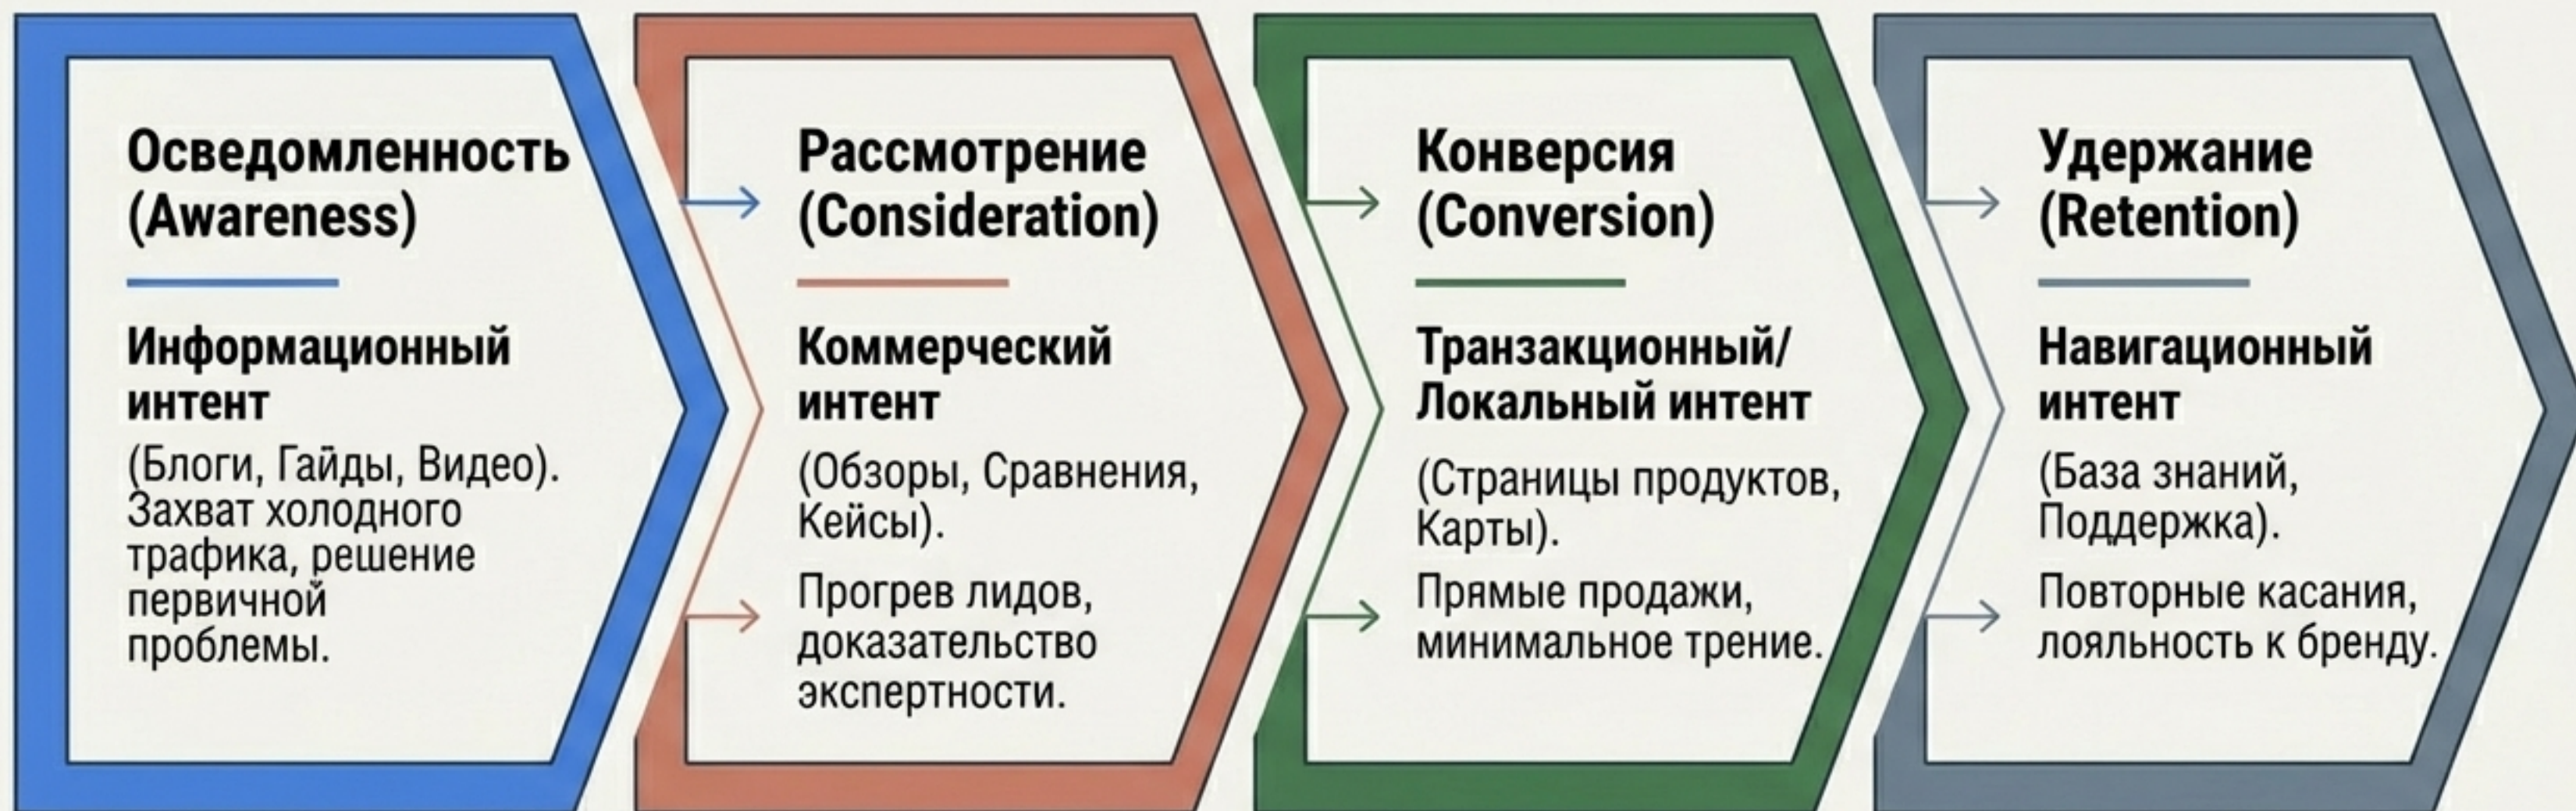 Осведомленность
(Awareness)
Информационный
интент
(Блоги, Гайды, Видео).
Захват холодного
трафика, решение
первичной
проблемы.
Рассмотрение
(Consideration)
Коммерческий
интент
(Обзоры, Сравнения,
Кейсы).
Прогрев лидов,
доказательство
экспертности.
Конверсия
(Conversion)
Транзакционный/
Локальный интент
(Страницы продуктов,
Карты).
Прямые продажи,
минимальное трение.
Удержание
(Retention)
Навигационный
интент
(База знаний,
Поддержка).
Повторные касания,
лояльность к бренду.